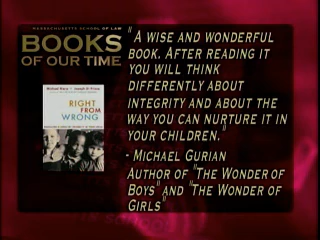 MASSACHUSETTS SCHOOL OF LAW
BOOKS
OF OUR TIME
"A WISE AND WONDERFUL
BOOK. AFTER READING IT
YOU WILL THINK
DIFFERENTLY ABOUT
INTEGRITY AND ABOUT THE
WAY YOU CAN NURTURE IT IN
YOUR CHILDREN."
- MICHAEL GURIAN
AUTHOR OF "THE WONDER OF
BOYS" AND "THE WONDER OF
GIRLS"
RIGHT
FROM
WRONG